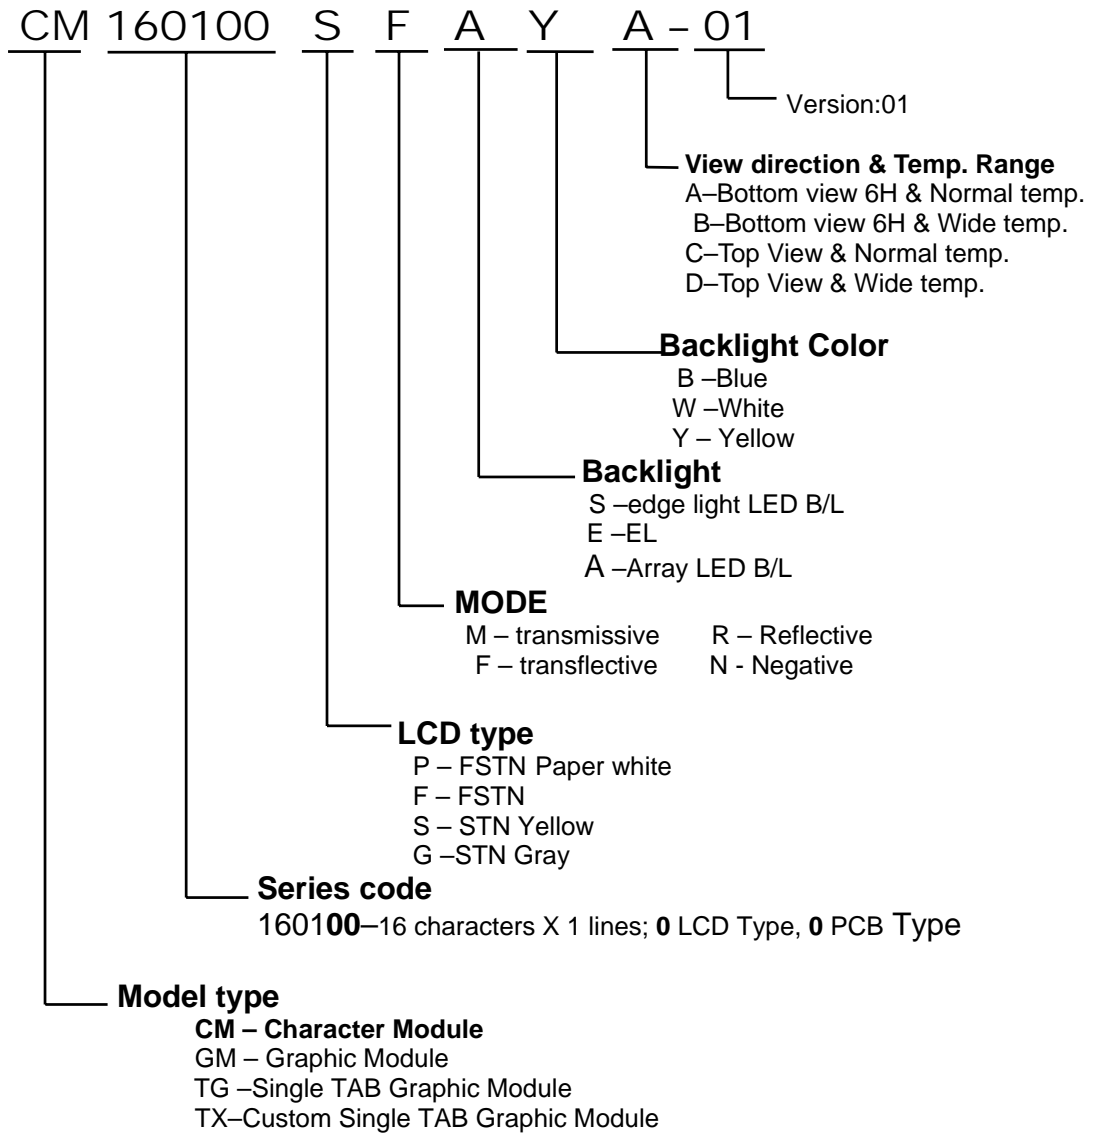 CM 160100 S F A Y A – 01
Version:01
View direction & Temp. Range
A–Bottom view 6H & Normal temp.
B–Bottom view 6H & Wide temp.
C–Top View & Normal temp.
D–Top View & Wide temp.
Backlight Color
B –Blue
W –White
Y – Yellow
Backlight
S –edge light LED B/L
E –EL
A –Array LED B/L
MODE
M – transmissive R – Reflective
F – transflective N - Negative
LCD type
P – FSTN Paper white
F – FSTN
S – STN Yellow
G –STN Gray
Series code
160100–16 characters X 1 lines; 0 LCD Type, 0 PCB Type
Model type
CM – Character Module
GM – Graphic Module
TG –Single TAB Graphic Module
TX–Custom Single TAB Graphic Module